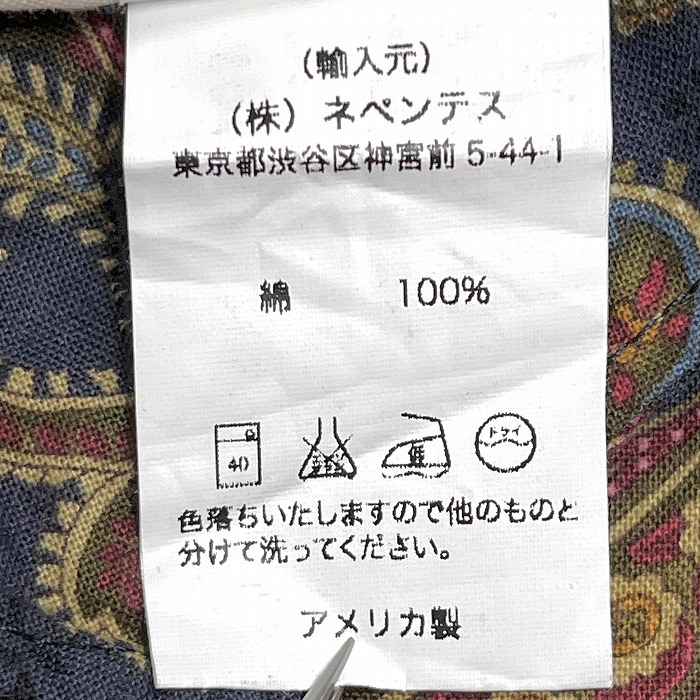 (輸入元)
(株) ネペンテス
東京都渋谷区神宮前 5-44-1
綿 100%
40 低 ドライ
色落ちいたしますので他のものと
分けて洗ってください。
アメリカ製